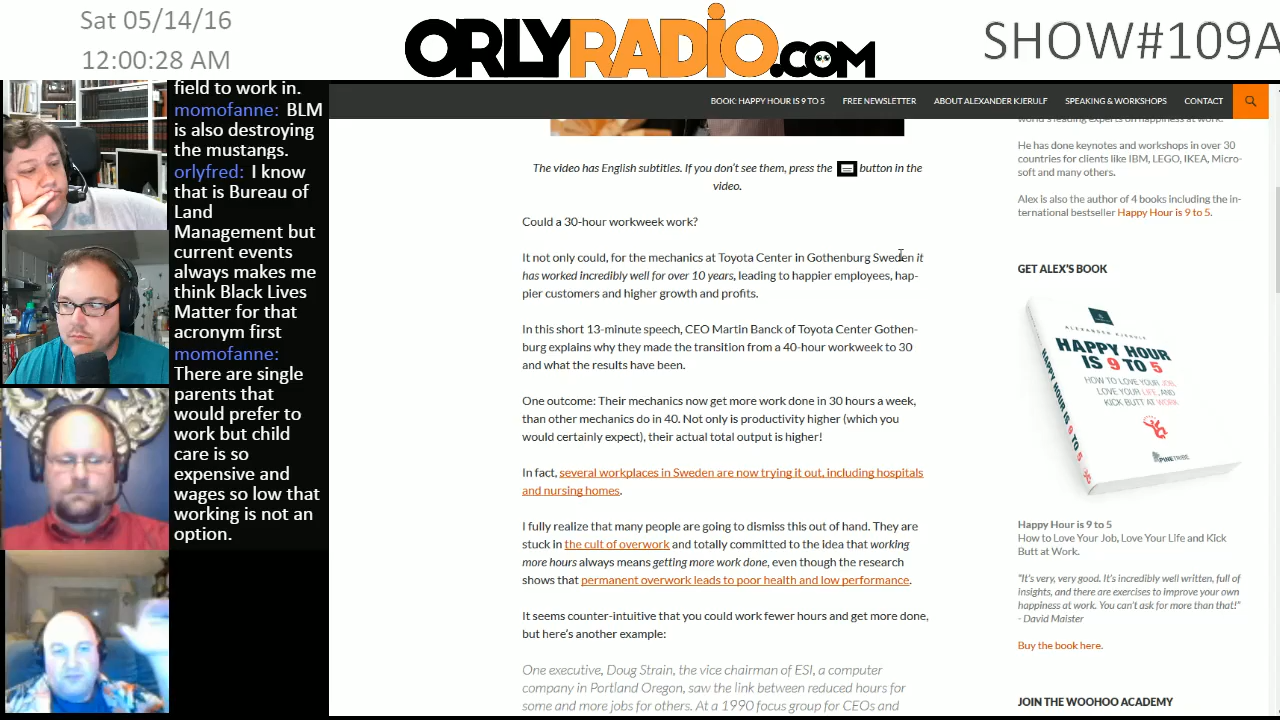 Sat 05/14/16
12:00:28 AM
ORLYRADIO.COM
SHOW#109A
field to work in.
momofanne: BLM
is also destroying
the mustangs.
orlyfred: I know
that is Bureau of
Land
Management but
current events
always makes me
think Black Lives
Matter for that
acronym first
momofanne:
There are single
parents that
would prefer to
work but child
care is so
expensive and
wages so low that
working is not an
option.
BOOK: HAPPY HOUR IS 9 TO 5
FREE NEWSLETTER
ABOUT ALEXANDER KJERULF
SPEAKING & WORKSHOPS
CONTACT
The video has English subtitles. If you don't see them, press the button in the
video.
Could a 30-hour workweek work?
It not only could, for the mechanics at Toyota Center in Gothenburg Sweden it
has worked incredibly well for over 10 years, leading to happier employees, hap-
pier customers and higher growth and profits.
In this short 13-minute speech, CEO Martin Banck of Toyota Center Gothen-
burg explains why they made the transition from a 40-hour workweek to 30
and what the results have been.
One outcome: Their mechanics now get more work done in 30 hours a week,
than other mechanics do in 40. Not only is productivity higher (which you
would certainly expect), their actual total output is higher!
In fact, several workplaces in Sweden are now trying it out, including hospitals
and nursing homes.
I fully realize that many people are going to dismiss this out of hand. They are
stuck in the cult of overwork and totally committed to the idea that working
more hours always means getting more work done, even though the research
shows that permanent overwork leads to poor health and low performance.
It seems counter-intuitive that you could work fewer hours and get more done,
but here's another example:
One executive, Doug Strain, the vice chairman of ESI, a computer
company in Portland Oregon, saw the link between reduced hours for
some and more jobs for others. At a 1990 focus group for CEOs and
world's leading experts on happiness at work.
He has done keynotes and workshops in over 30
countries for clients like IBM, LEGO, IKEA, Micro-
soft and many others.
Alex is also the author of 4 books including the in-
ternational bestseller Happy Hour is 9 to 5.
GET ALEX'S BOOK
ALEXANDER KJERULF
HAPPY HOUR
IS 9 TO 5
HOW TO LOVE YOUR JOB,
LOVE YOUR LIFE, AND
KICK BUTT AT WORK
PINETRIBE
HAPPY HOUR IS 9 TO 5
Happy Hour is 9 to 5
How to Love Your Job, Love Your Life and Kick
Butt at Work.
"It's very, very good. It's incredibly well written, full of
insights, and there are exercises to improve your own
happiness at work. You can't ask for more than that!"
- David Maister
Buy the book here.
JOIN THE WOOHOO ACADEMY